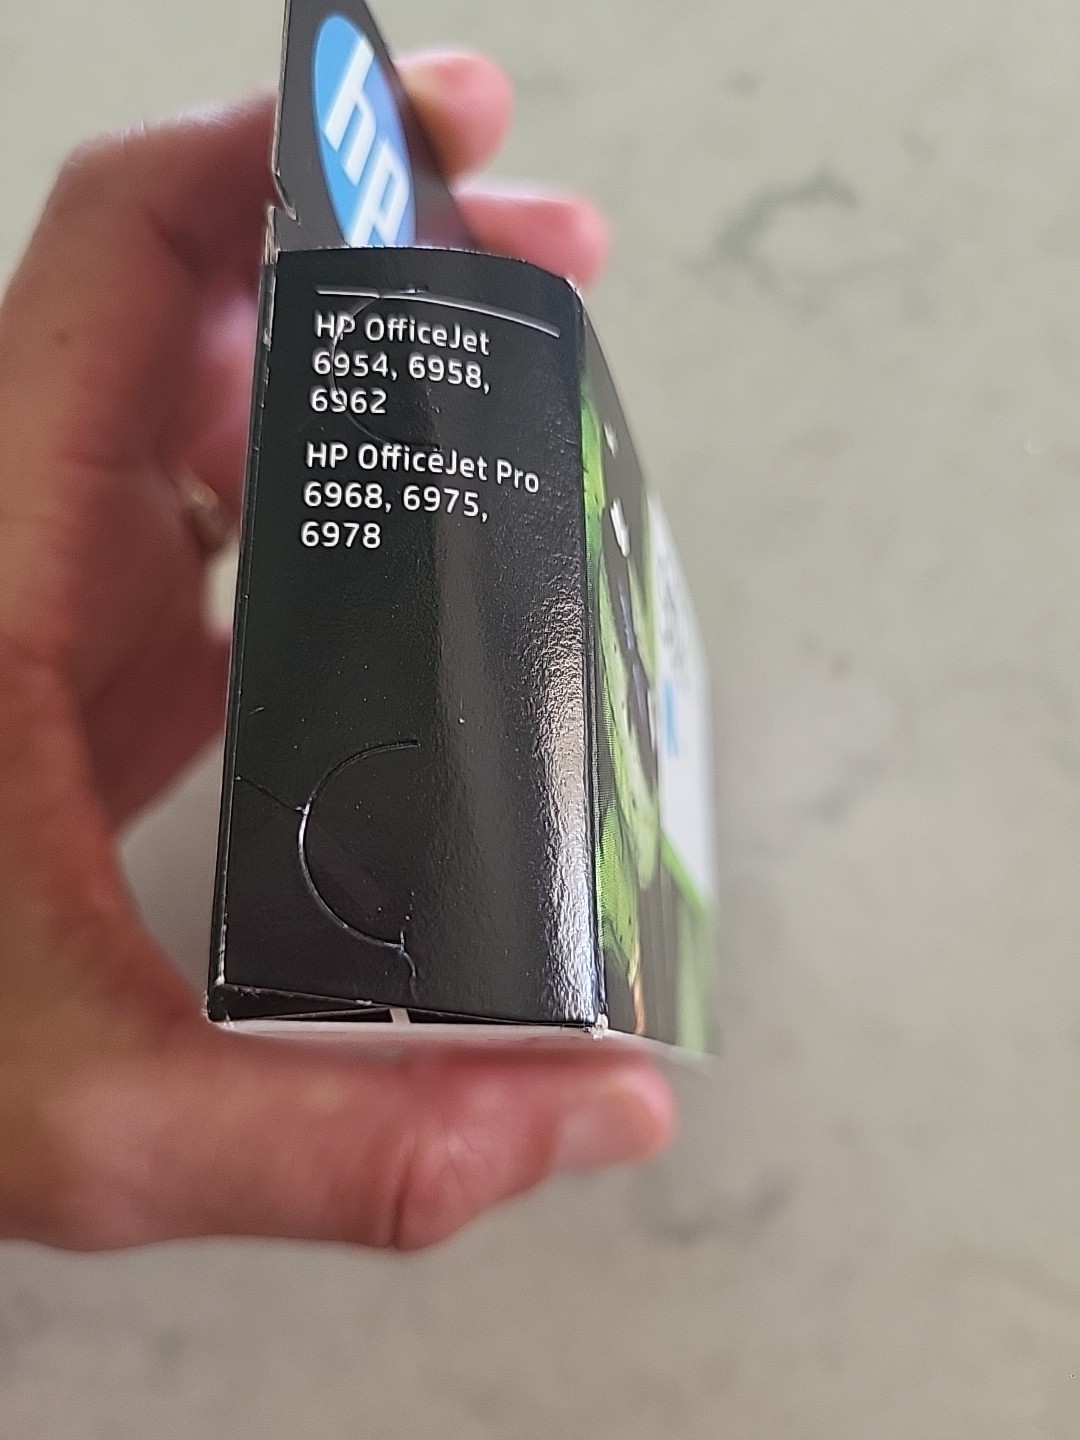 hp
HP OfficeJet
6954, 6958,
6962
HP OfficeJet Pro
6968, 6975,
6978